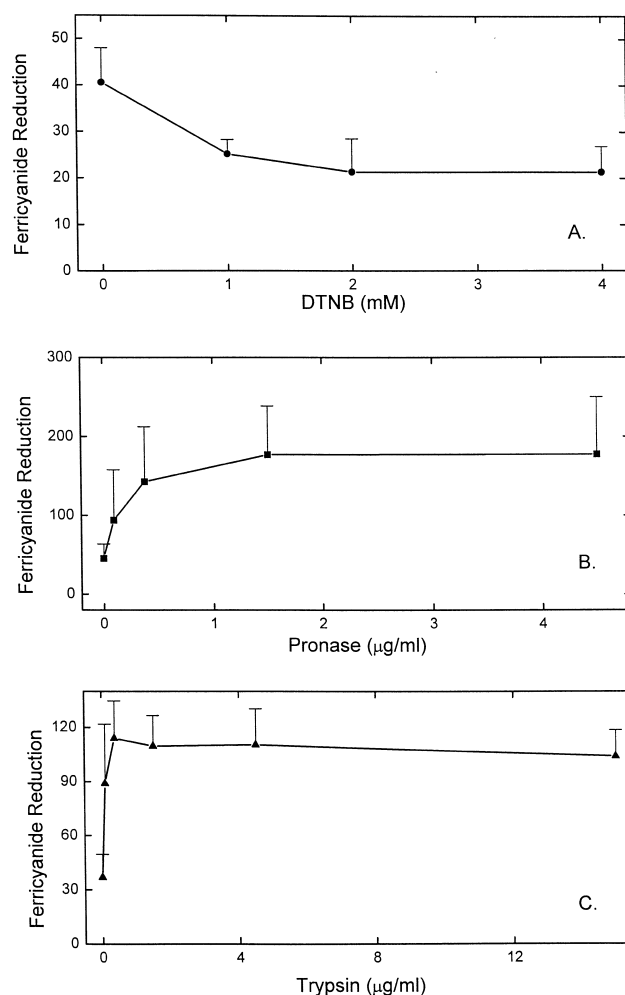 50
40
30
20
10
0
Ferricyanide Reduction
A.
0 1 2 3 4
DTNB (mM)
300
200
100
0
Ferricyanide Reduction
B.
0 1 2 3 4
Pronase (μg/ml)
120
90
60
30
0
Ferricyanide Reduction
C.
0 4 8 12
Trypsin (μg/ml)